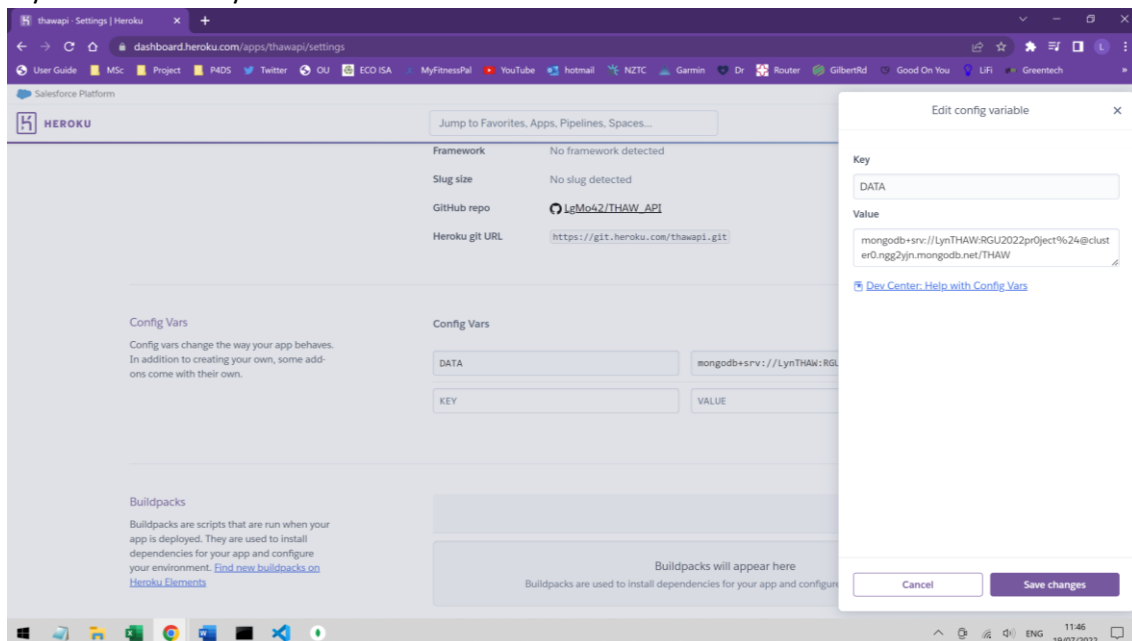 thawapi - Settings | Heroku
dashboard.heroku.com/apps/thawapi/settings
User Guide MSc Project P4DS Twitter OU ECO ISA MyFitnessPal YouTube hotmail NZTC Garmin Dr Router GilbertRd Good On You LiFi Greentech »
Salesforce Platform
HEROKU
Jump to Favorites, Apps, Pipelines, Spaces...
Framework No framework detected
Slug size No slug detected
GitHub repo LgMo42/THAW_API
Heroku git URL https://git.heroku.com/thawapi.git
Config Vars
Config vars change the way your app behaves.
In addition to creating your own, some add-
ons come with their own.
Config Vars
DATA mongodb+srv://LynTHAW:RGU
KEY VALUE
Buildpacks
Buildpacks are scripts that are run when your
app is deployed. They are used to install
dependencies for your app and configure
your environment. Find new buildpacks on
Heroku Elements
Buildpacks will appear here
Buildpacks are used to install dependencies for your app and configure
Edit config variable
Key
DATA
Value
mongodb+srv://LynTHAW:RGU2022pr0ject%24@clust
er0.ngg2yjn.mongodb.net/THAW
Dev Center: Help with Config Vars
Cancel Save changes
ENG 11:46
19/07/2022